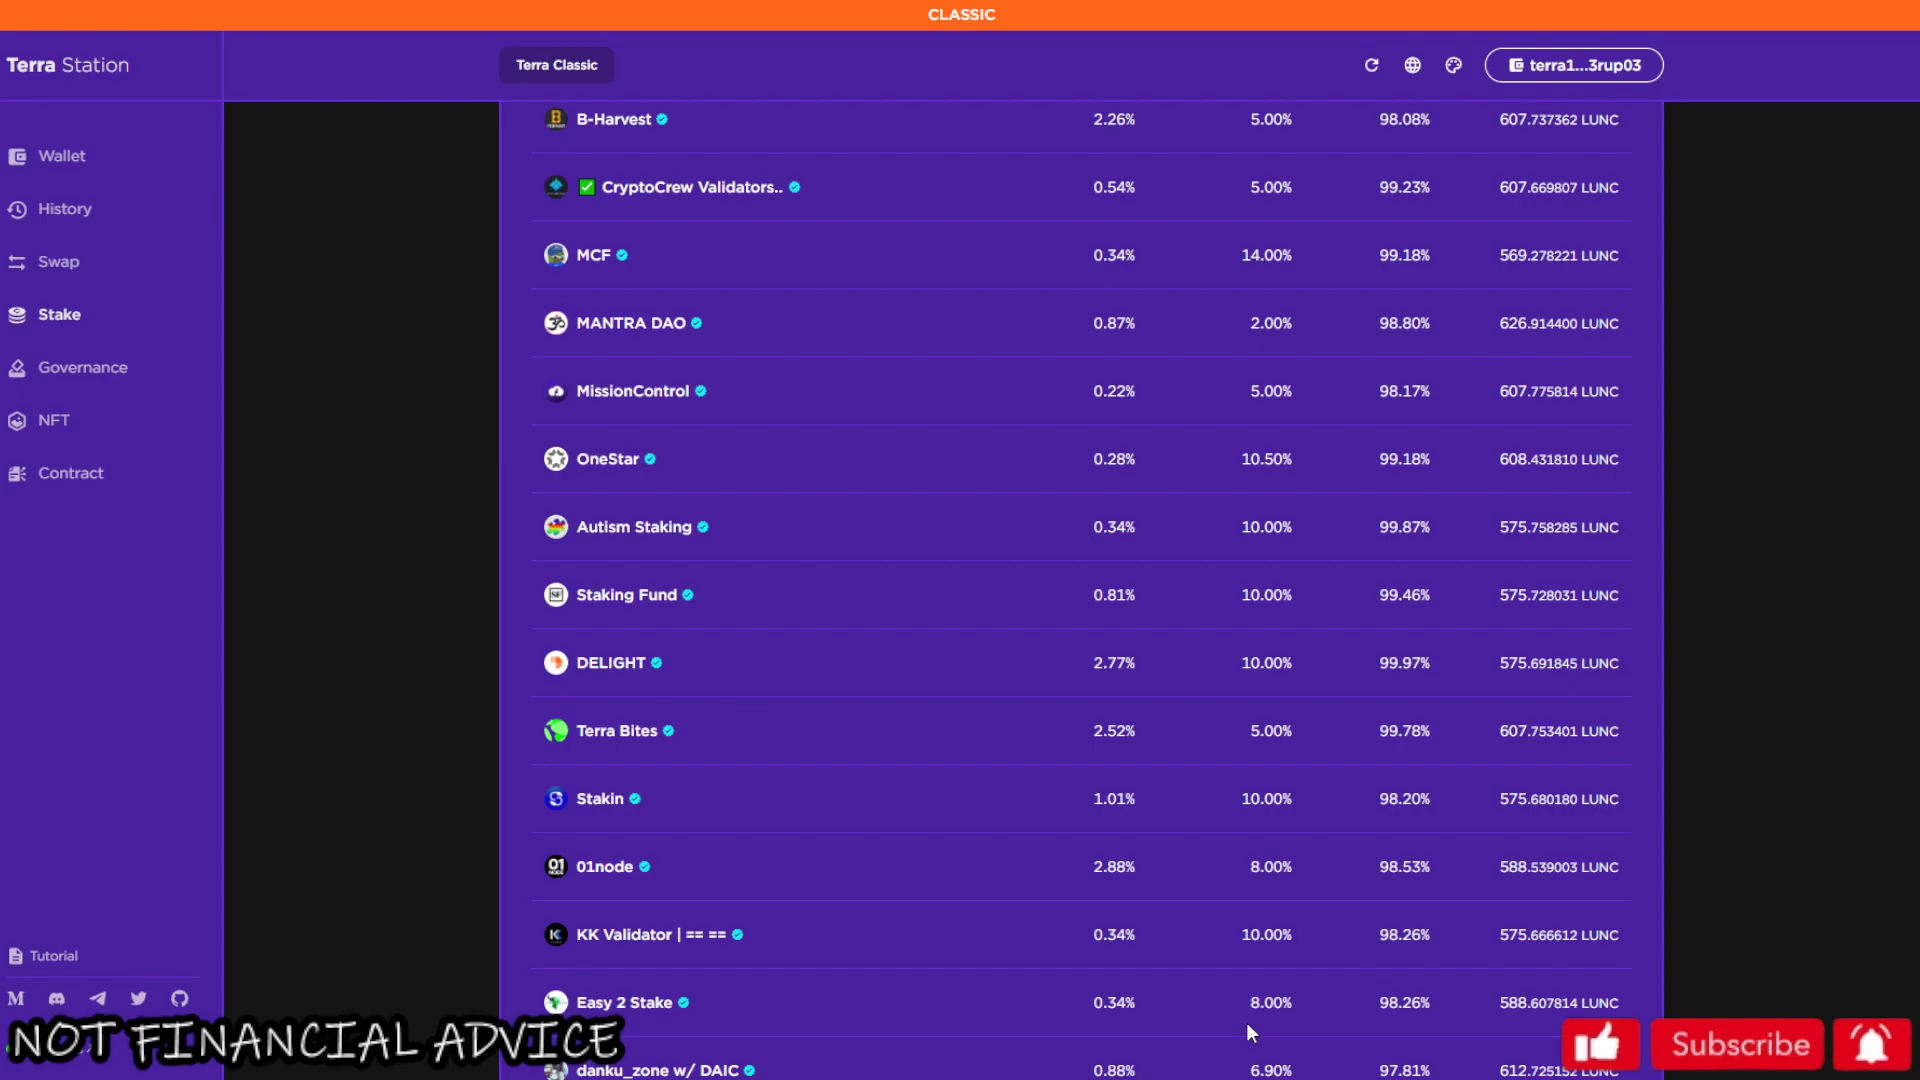 CLASSIC
Terra Station
Terra Classic
terra1...3rup03
Wallet
History
Swap
Stake
Governance
NFT
Contract
B-Harvest 2.26% 5.00% 98.08% 607.737362 LUNC
CryptoCrew Validators.. 0.54% 5.00% 99.23% 607.669807 LUNC
MCF 0.34% 14.00% 99.18% 569.278221 LUNC
MANTRA DAO 0.87% 2.00% 98.80% 626.914400 LUNC
MissionControl 0.22% 5.00% 98.17% 607.775814 LUNC
OneStar 0.28% 10.50% 99.18% 608.431810 LUNC
Autism Staking 0.34% 10.00% 99.87% 575.758285 LUNC
Staking Fund 0.81% 10.00% 99.46% 575.728031 LUNC
DELIGHT 2.77% 10.00% 99.97% 575.691845 LUNC
Terra Bites 2.52% 5.00% 99.78% 607.753401 LUNC
Stakin 1.01% 10.00% 98.20% 575.680180 LUNC
01node 2.88% 8.00% 98.53% 588.539003 LUNC
KK Validator | == == 0.34% 10.00% 98.26% 575.666612 LUNC
Easy 2 Stake 0.34% 8.00% 98.26% 588.607814 LUNC
danku_zone w/ DAIC 0.88% 6.90% 97.81% 612.725152 LUNC
Tutorial
NOT FINANCIAL ADVICE
Subscribe